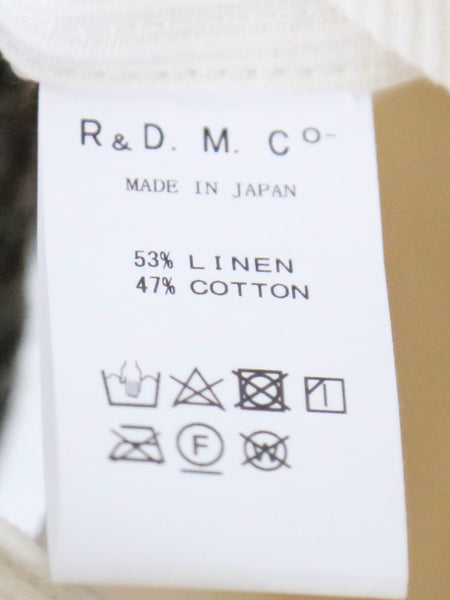 R & D. M. Co-
MADE IN JAPAN
53% LINEN
47% COTTON
F
W